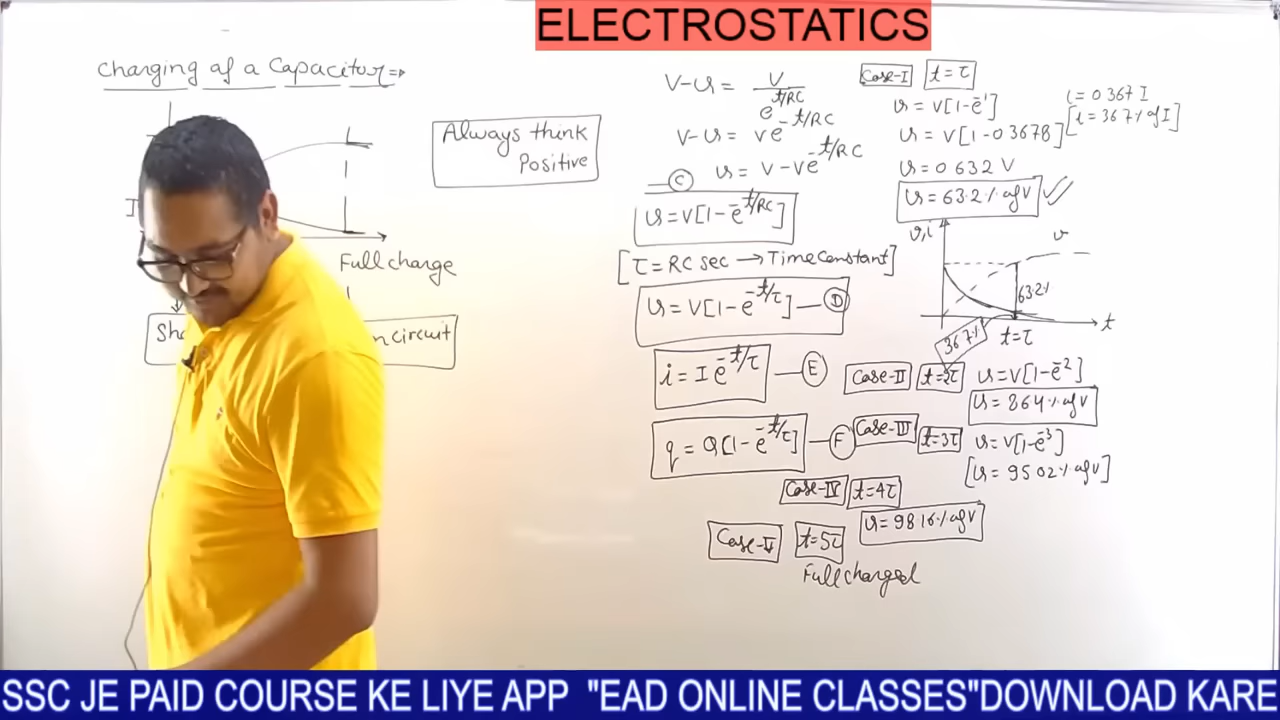 ELECTROSTATICS
Charging of a Capacitor⇒
Always think
Positive
I
Full charge
Sho
n circuit
V-υ = V/e^{t/RC}
V-υ = Ve^{-t/RC}
υ = V-Ve^{-t/RC}
C
υ = V[1-e^{-t/RC}]
[τ = RC sec → Time Constant]
υ = V[1-e^{-t/τ}] — D
i = I e^{-t/τ} — E
q = Q[1-e^{-t/τ}] — F
Case-I t = τ
υ = V[1-e^{-1}]
υ = V[1-0.3678]
υ = 0.632 V
υ = 63.2% of V
i = 0.367 I
[i = 36.7% of I]
υ,i
υ
63.2%
36.7%
t=τ
t
Case-II t=2τ υ=V[1-e^{-2}]
υ = 86.4% of V
Case-III t=3τ υ=V[1-e^{-3}]
[υ = 95.02% of V]
Case-IV t=4τ
υ = 98.16% of V
Case-V t=5τ
Full charged
SSC JE PAID COURSE KE LIYE APP "EAD ONLINE CLASSES"DOWNLOAD KARE